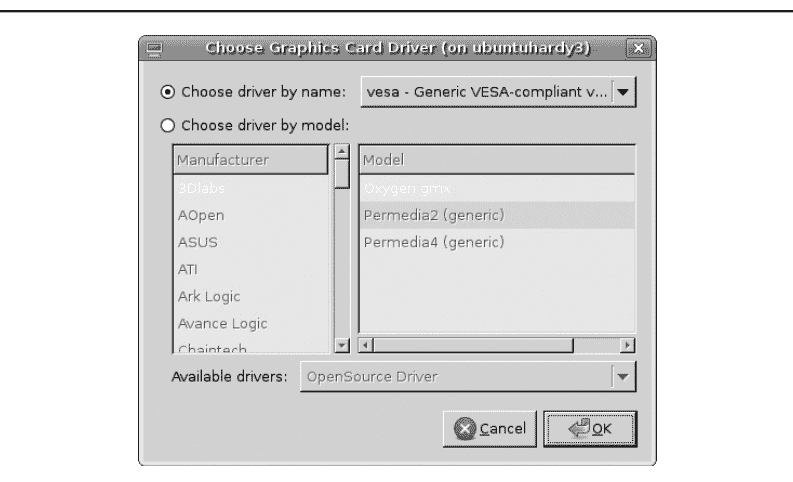 Choose Graphics Card Driver (on ubuntuhardy3)
Choose driver by name: vesa - Generic VESA-compliant v...
Choose driver by model:
Manufacturer Model
3Dlabs Oxygen gmx
AOpen Permedia2 (generic)
ASUS Permedia4 (generic)
ATI
Ark Logic
Avance Logic
Chaintech
Available drivers: OpenSource Driver
Cancel OK